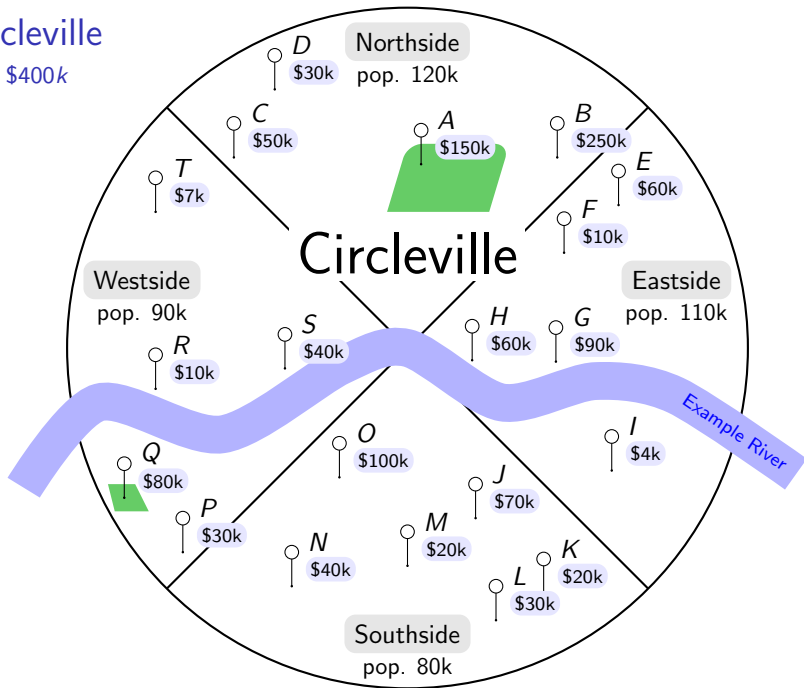 cleville
$400k
Northside
pop. 120k
D
$30k
C
$50k
A
$150k
B
$250k
E
$60k
T
$7k
F
$10k
Circleville
Westside
pop. 90k
Eastside
pop. 110k
S
$40k
H
$60k
G
$90k
R
$10k
Example River
I
$4k
O
$100k
Q
$80k
J
$70k
P
$30k
M
$20k
N
$40k
K
$20k
L
$30k
Southside
pop. 80k